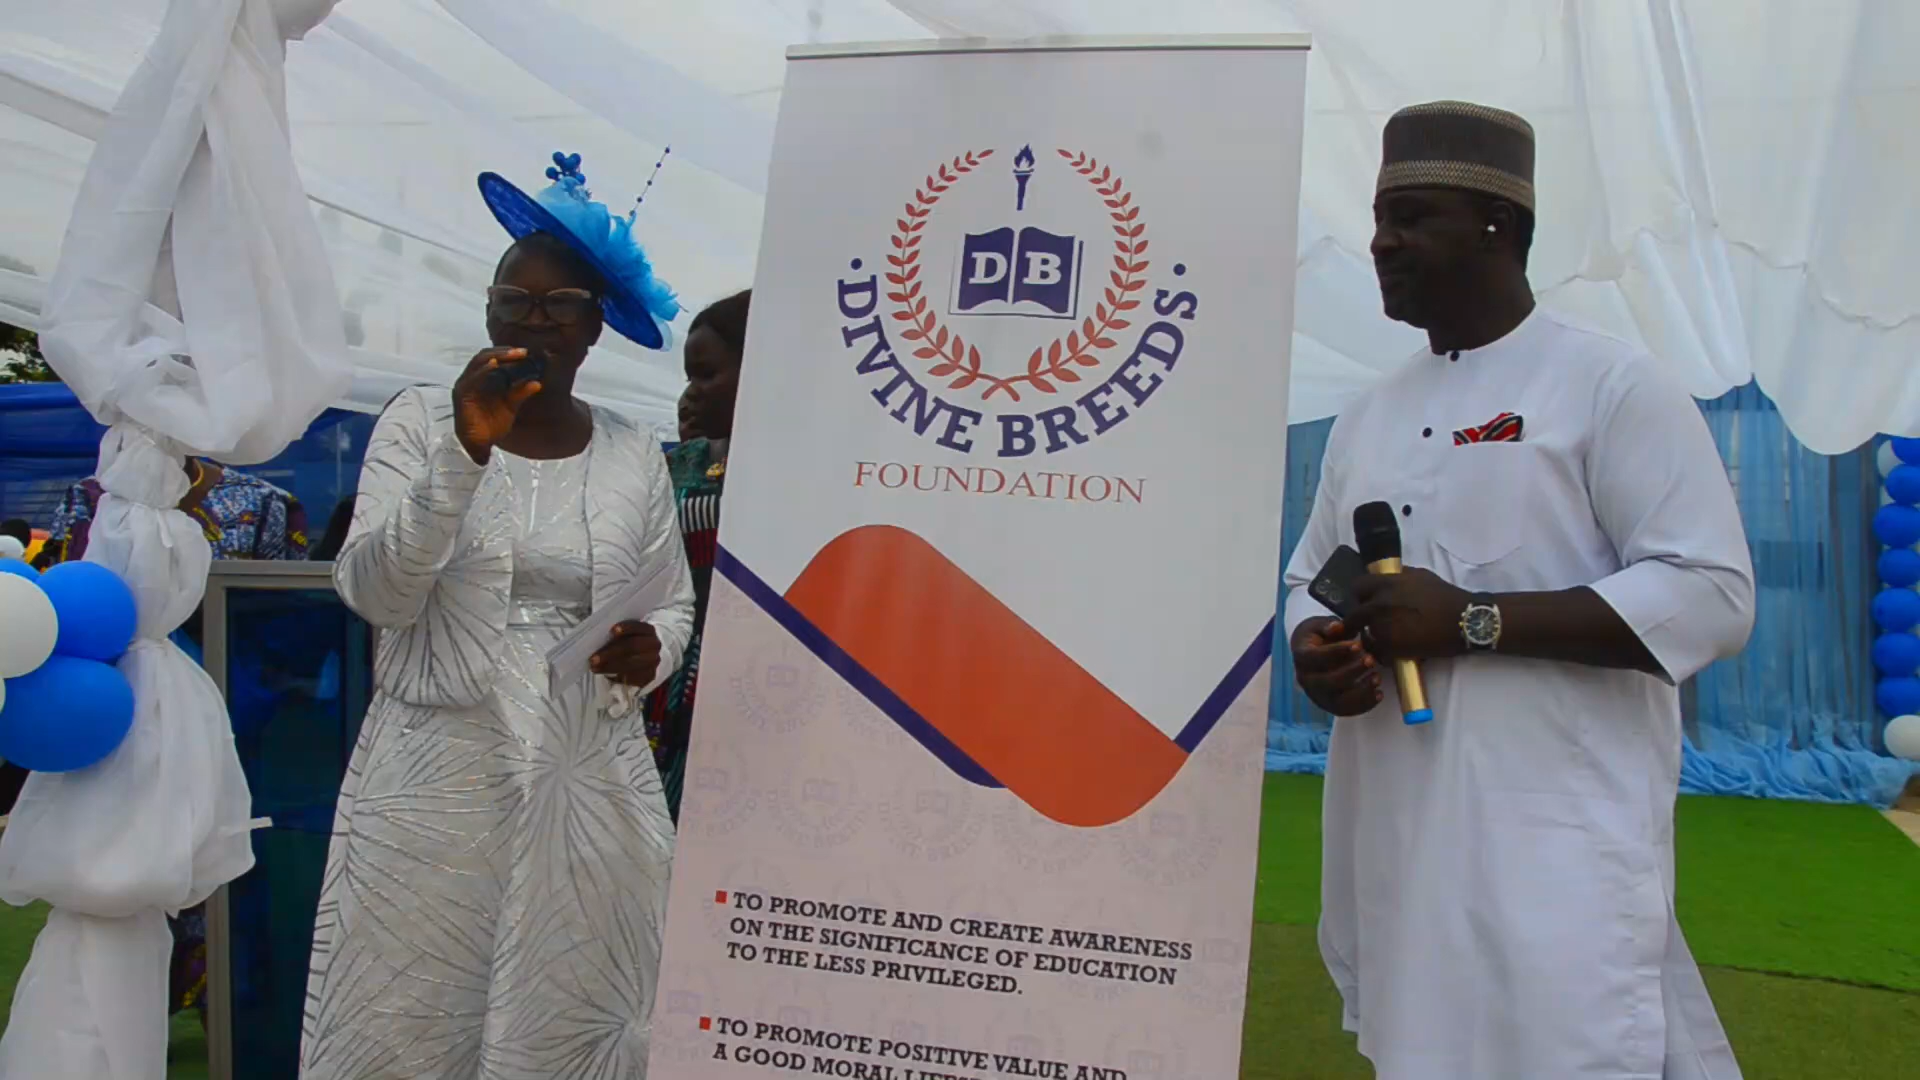 DB
DIVINE BREEDS
FOUNDATION
TO PROMOTE AND CREATE AWARENESS
ON THE SIGNIFICANCE OF EDUCATION
TO THE LESS PRIVILEGED.
TO PROMOTE POSITIVE VALUE AND
A GOOD MORAL